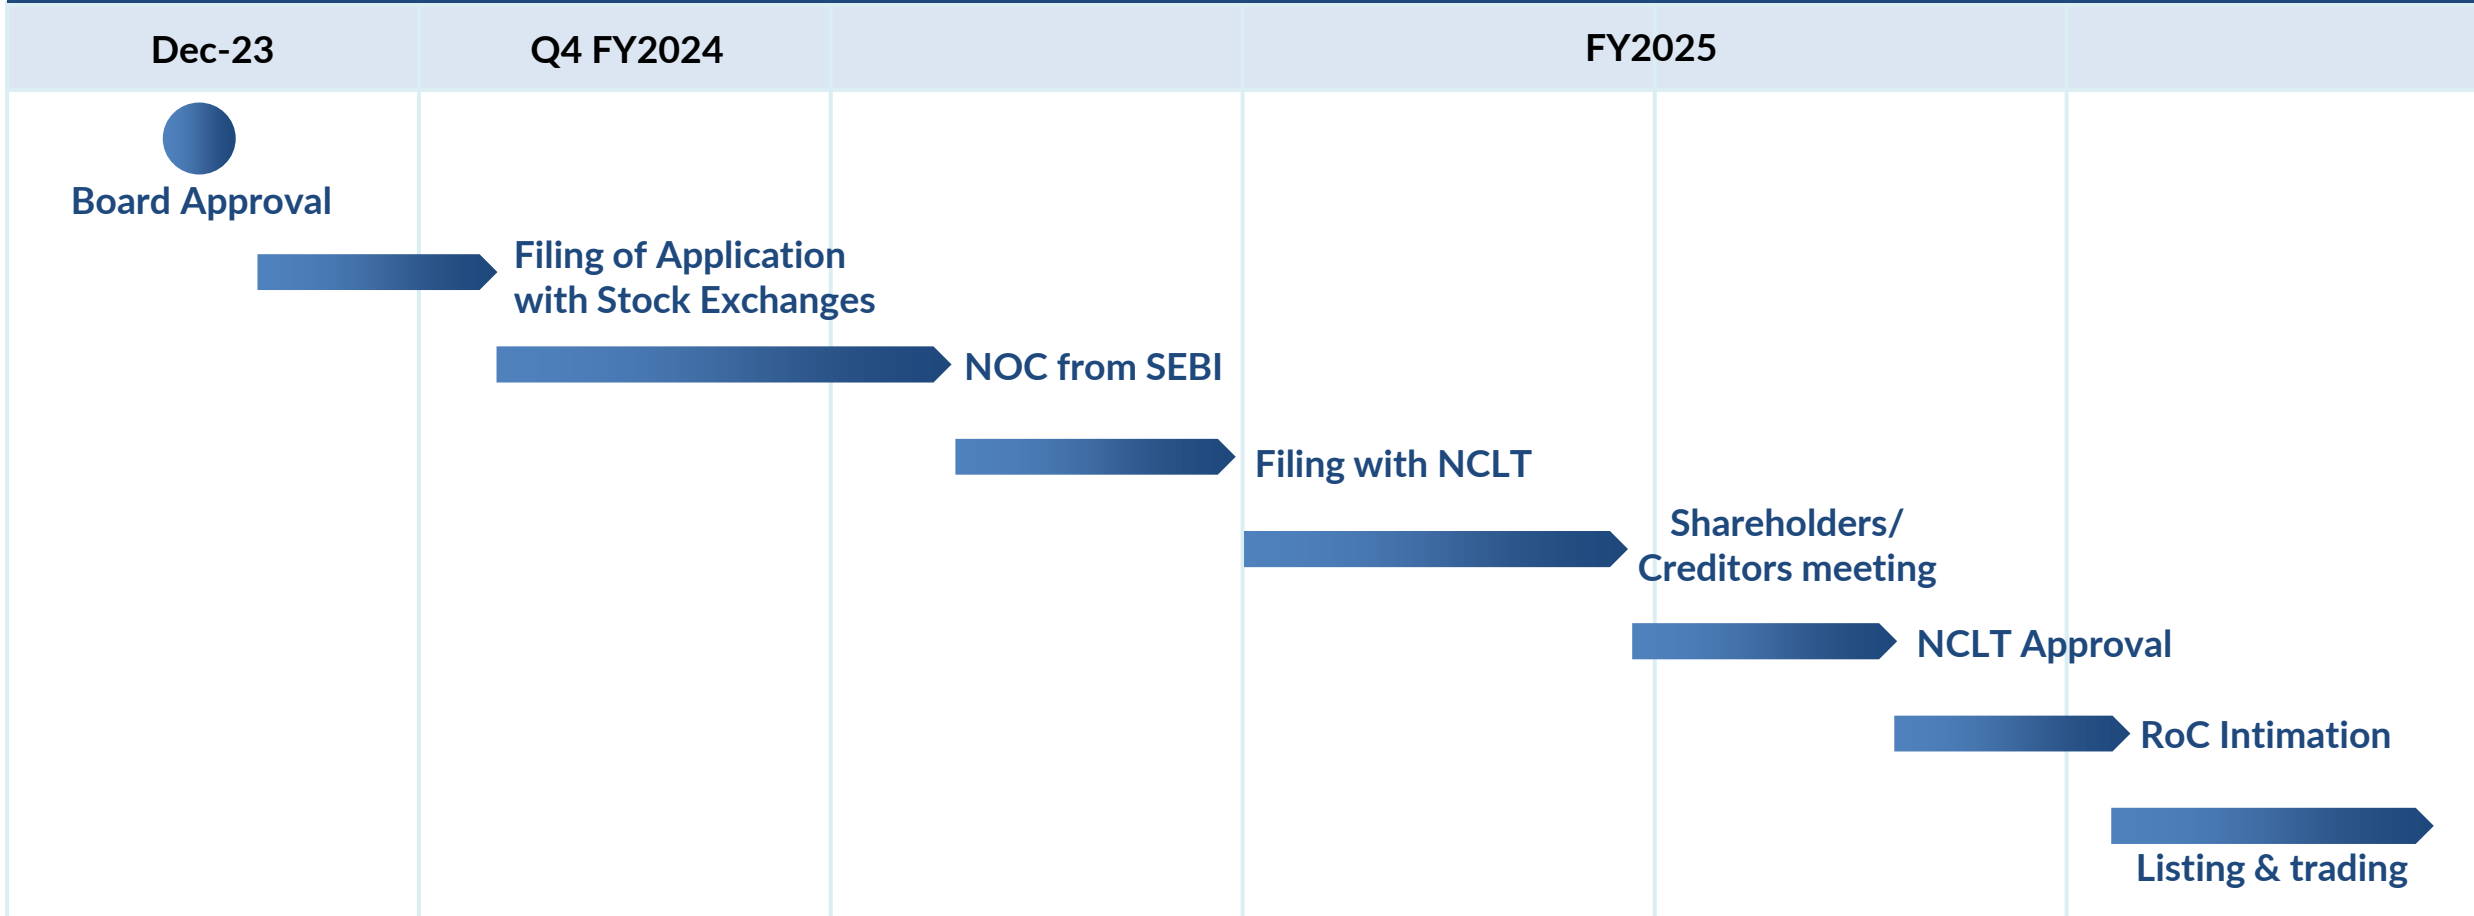 Dec-23
Q4 FY2024
FY2025
Board Approval
Filing of Application
with Stock Exchanges
NOC from SEBI
Filing with NCLT
Shareholders/
Creditors meeting
NCLT Approval
RoC Intimation
Listing & trading